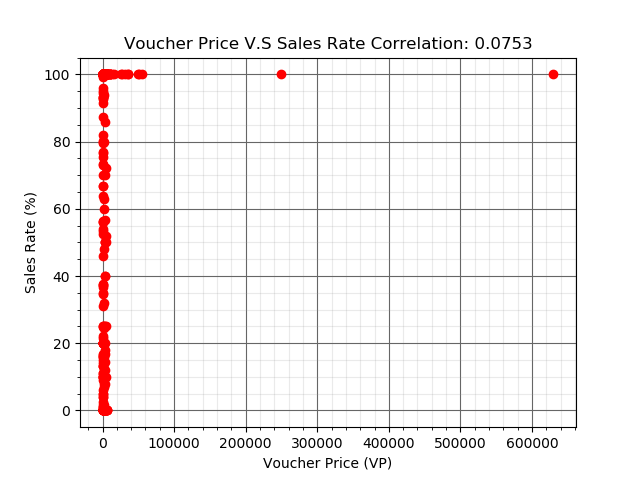 Voucher Price V.S Sales Rate Correlation: 0.0753
100
80
60
40
20
0
Sales Rate (%)
0 100000 200000 300000 400000 500000 600000
Voucher Price (VP)